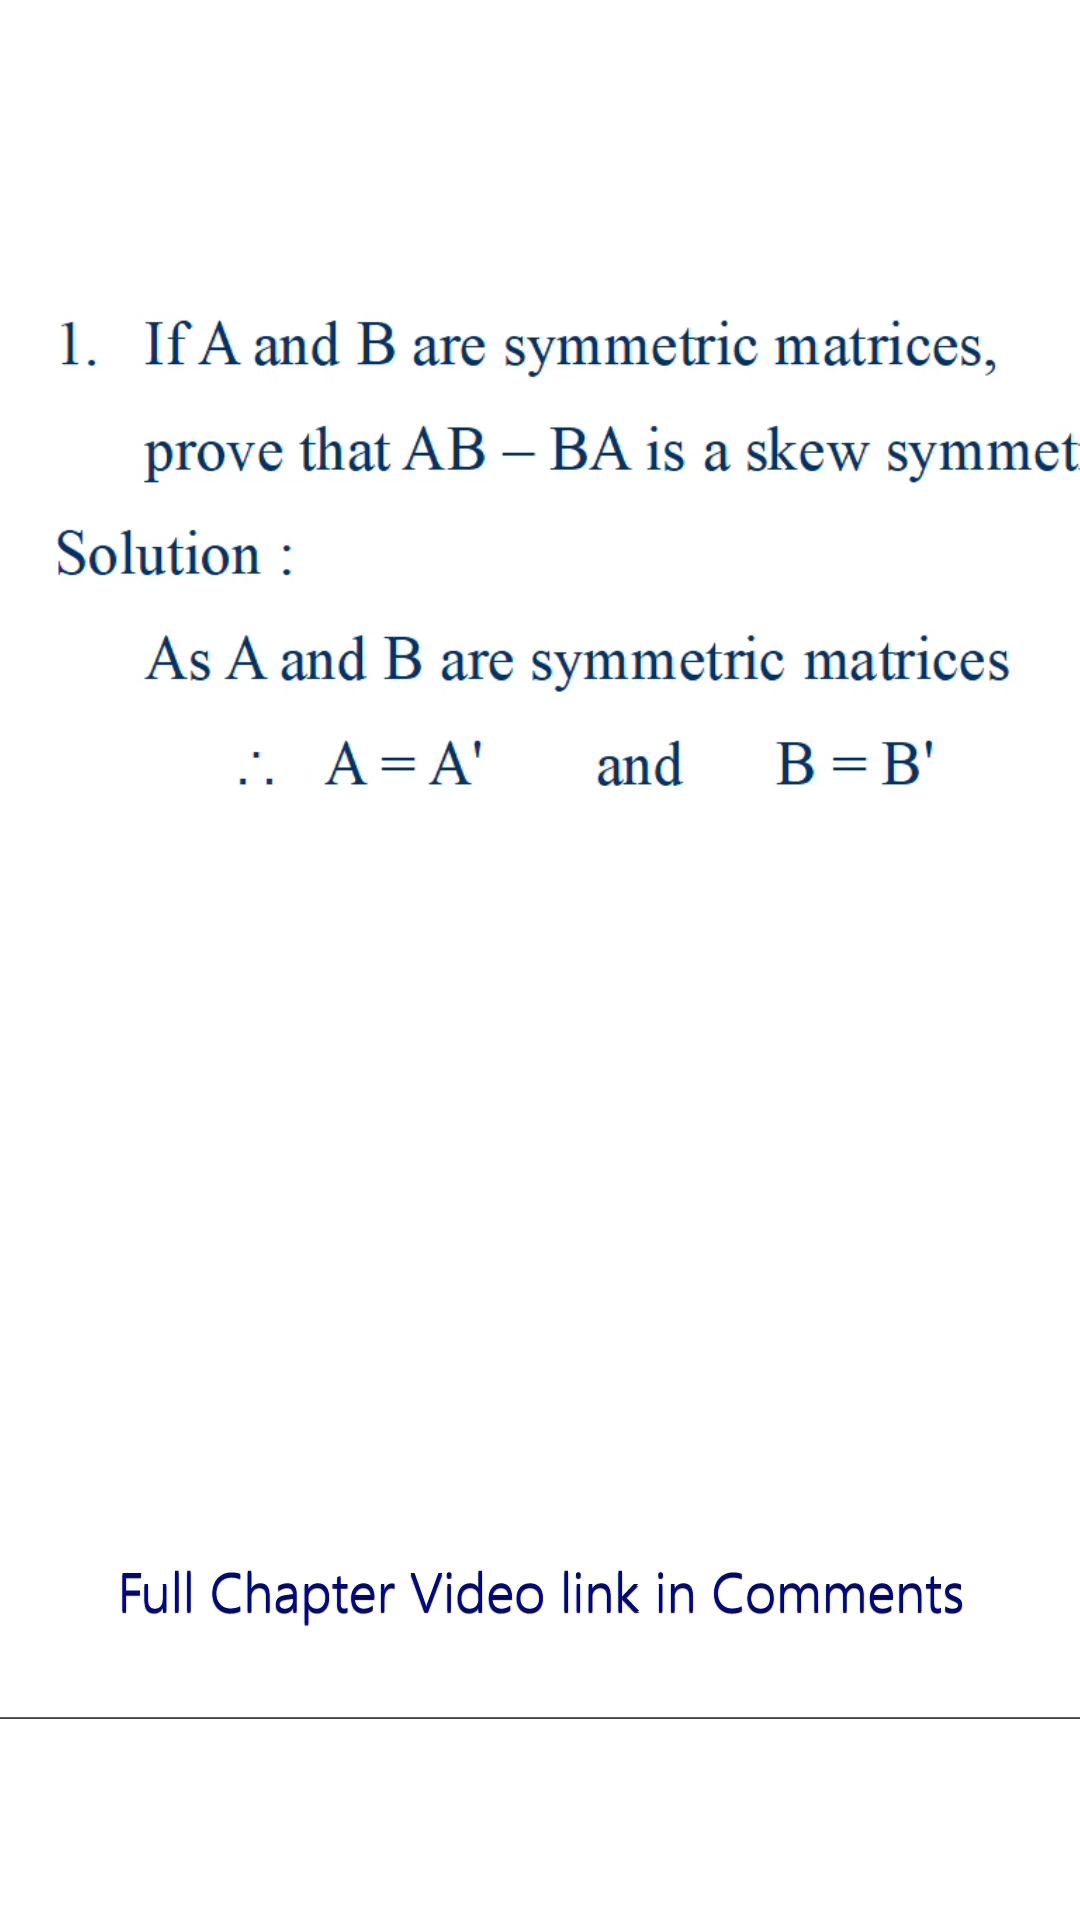 1. If A and B are symmetric matrices,
prove that AB – BA is a skew
Solution :
As A and B are symmetric matrices
∴ A = A' and B = B'
Full Chapter Video link in Comments